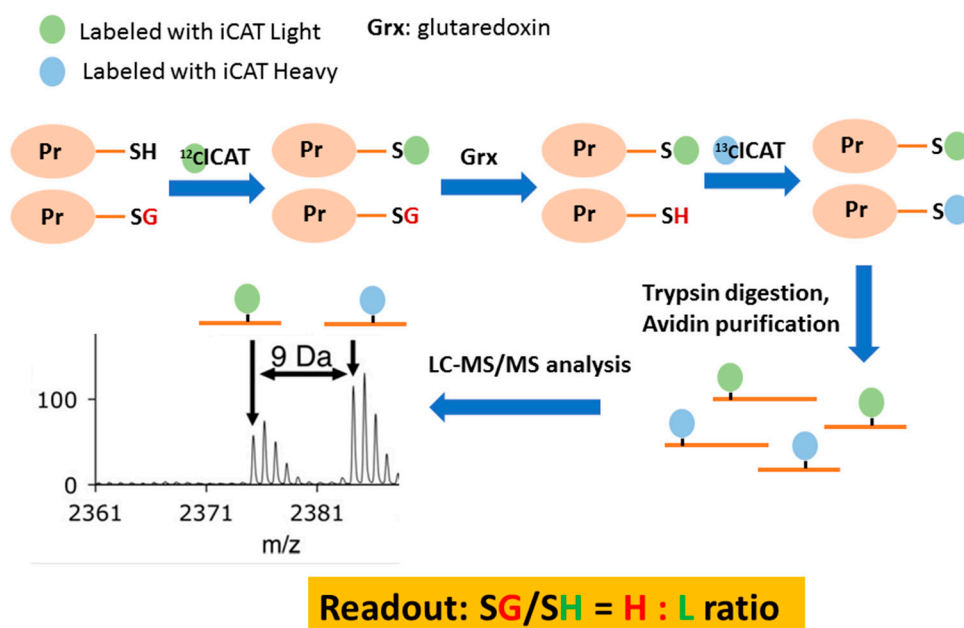 Labeled with iCAT Light
Grx: glutaredoxin
Labeled with iCAT Heavy
Pr SH
¹²cICAT
Pr S
Grx
Pr S
¹³cICAT
Pr S
Pr SG
Pr SG
Pr SH
Pr S
Trypsin digestion,
Avidin purification
9 Da
LC-MS/MS analysis
100
0
2361 2371 2381
m/z
Readout: SG/SH = H : L ratio